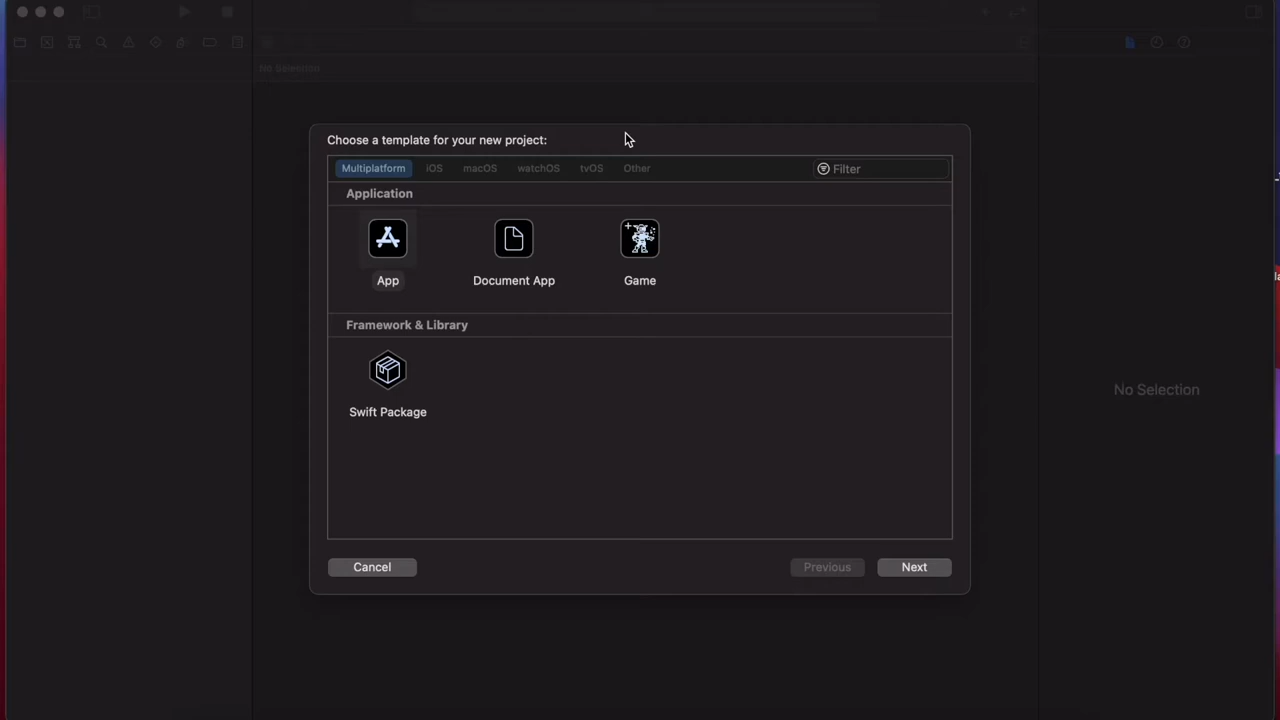 No Selection
Choose a template for your new project:
Multiplatform iOS macOS watchOS tvOS Other Filter
Application
App Document App Game
Framework & Library
Swift Package
No Selection
Cancel Previous Next